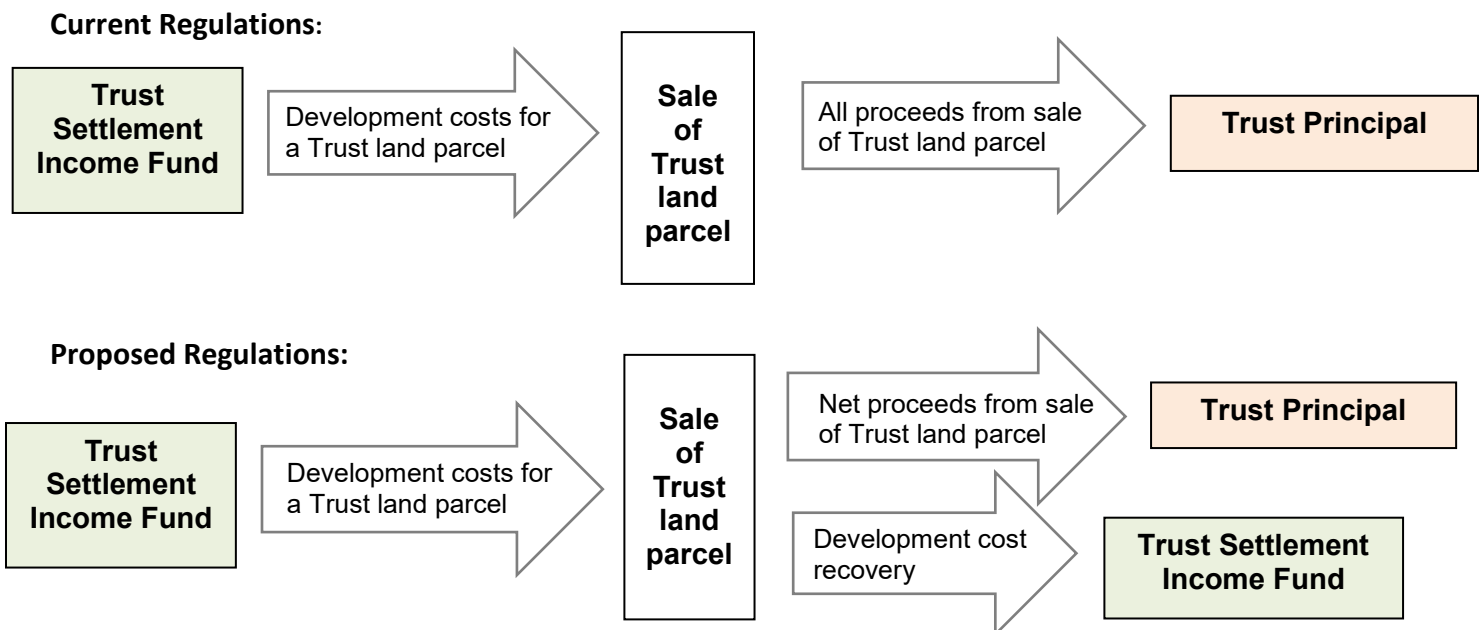 Current Regulations:
Trust
Settlement
Income Fund
Development costs for
a Trust land parcel
Sale
of
Trust
land
parcel
All proceeds from sale
of Trust land parcel
Trust Principal
Proposed Regulations:
Trust
Settlement
Income Fund
Development costs for
a Trust land parcel
Sale
of
Trust
land
parcel
Net proceeds from sale
of Trust land parcel
Trust Principal
Development cost
recovery
Trust Settlement
Income Fund